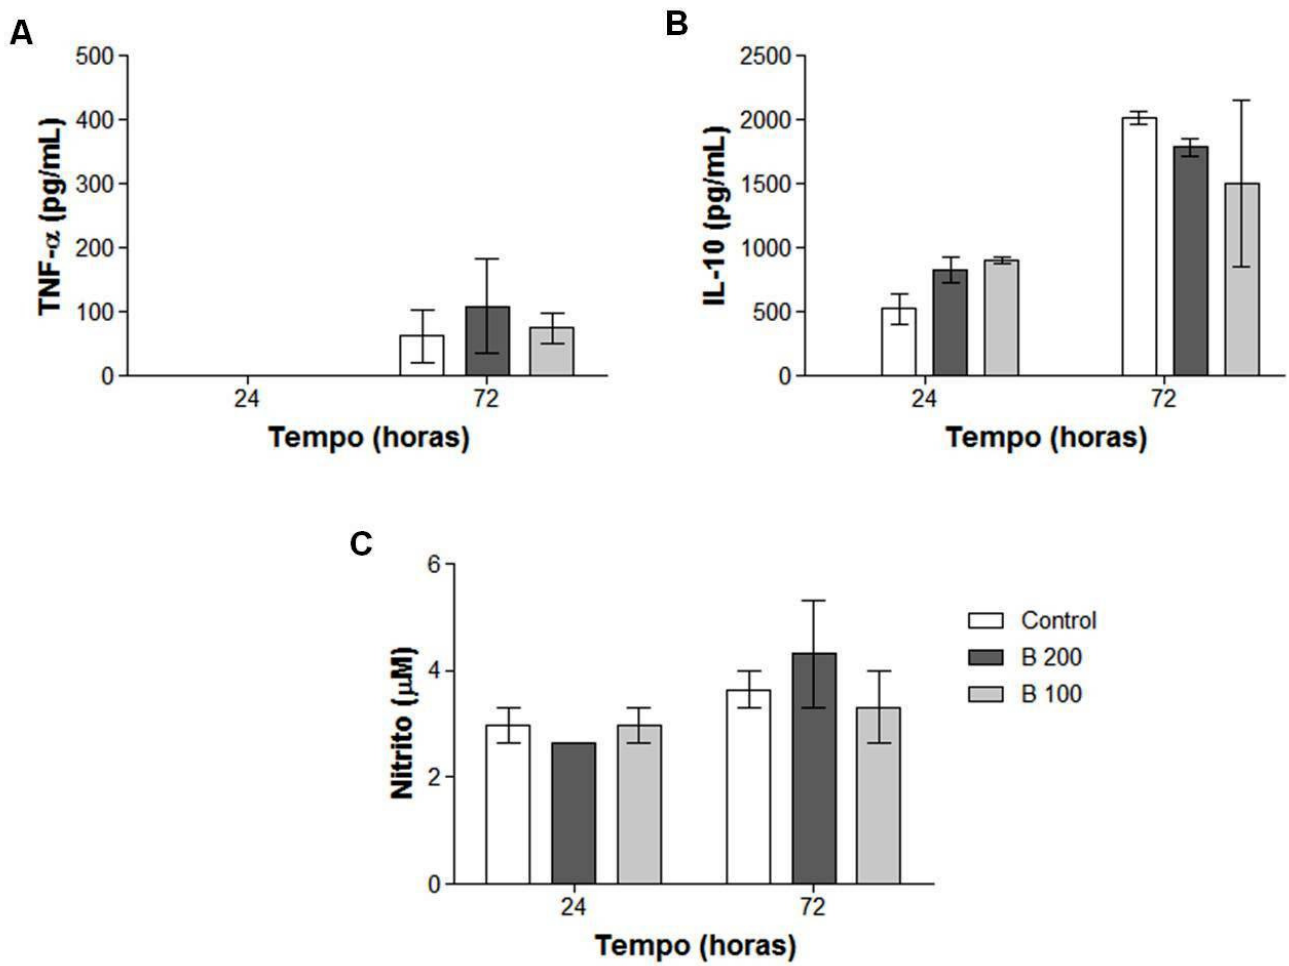 A
TNF-α (pg/mL)
500
400
300
200
100
0
24
72
Tempo (horas)
B
IL-10 (pg/mL)
2500
2000
1500
1000
500
0
24
72
Tempo (horas)
C
Nitrito (µM)
6
4
2
0
24
72
Tempo (horas)
Control
B 200
B 100